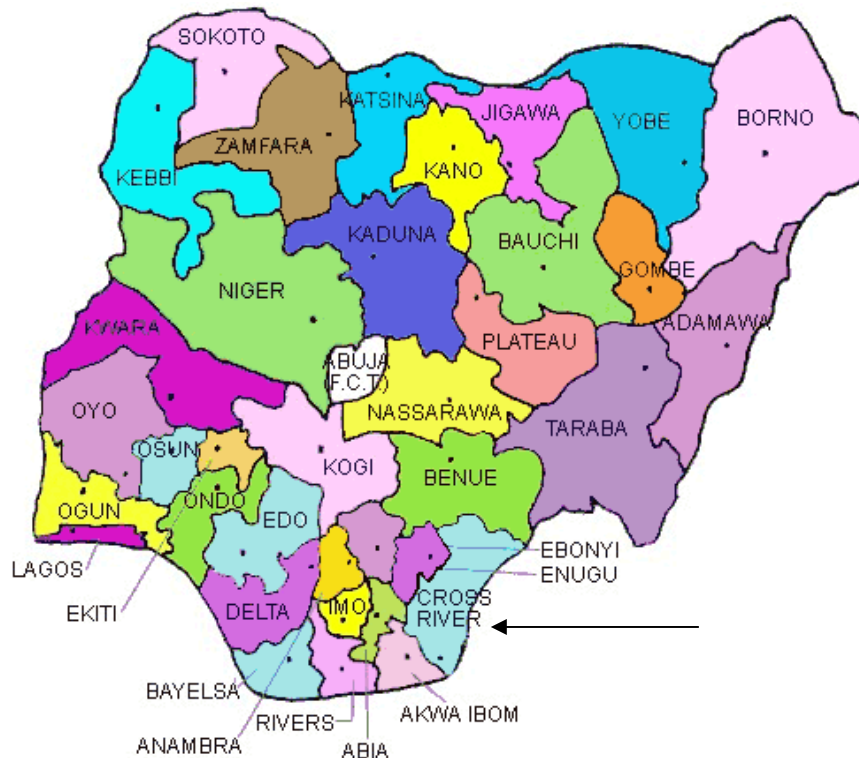 SOKOTO
KATSINA
JIGAWA
YOBE
BORNO
ZAMFARA
KANO
KEBBI
KADUNA
BAUCHI
GOMBE
NIGER
ADAMAWA
KWARA
PLATEAU
ABUJA
(F.C.T.)
NASSARAWA
OYO
TARABA
OSUN
KOGI
BENUE
OGUN
ONDO
EDO
EBONYI
LAGOS
ENUGU
EKITI
DELTA
IMO
CROSS
RIVER
BAYELSA
RIVERS
AKWA IBOM
ANAMBRA
ABIA